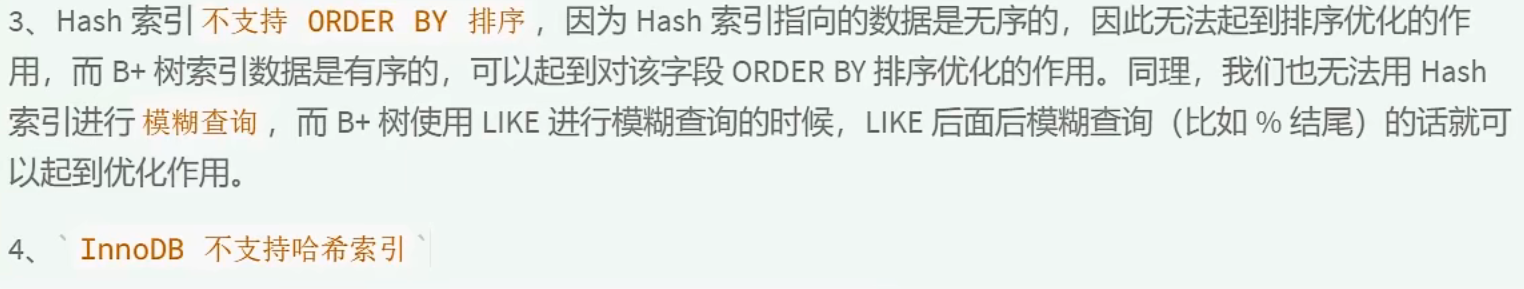 3、Hash 索引 不支持 ORDER BY 排序 ，因为 Hash 索引指向的数据是无序的，因此无法起到排序优化的作
用，而 B+ 树索引数据是有序的，可以起到对该字段 ORDER BY 排序优化的作用。同理，我们也无法用 Hash
索引进行 模糊查询 ，而 B+ 树使用 LIKE 进行模糊查询的时候，LIKE 后面后模糊查询（比如 % 结尾）的话就可
以起到优化作用。
4、` InnoDB 不支持哈希索引 `